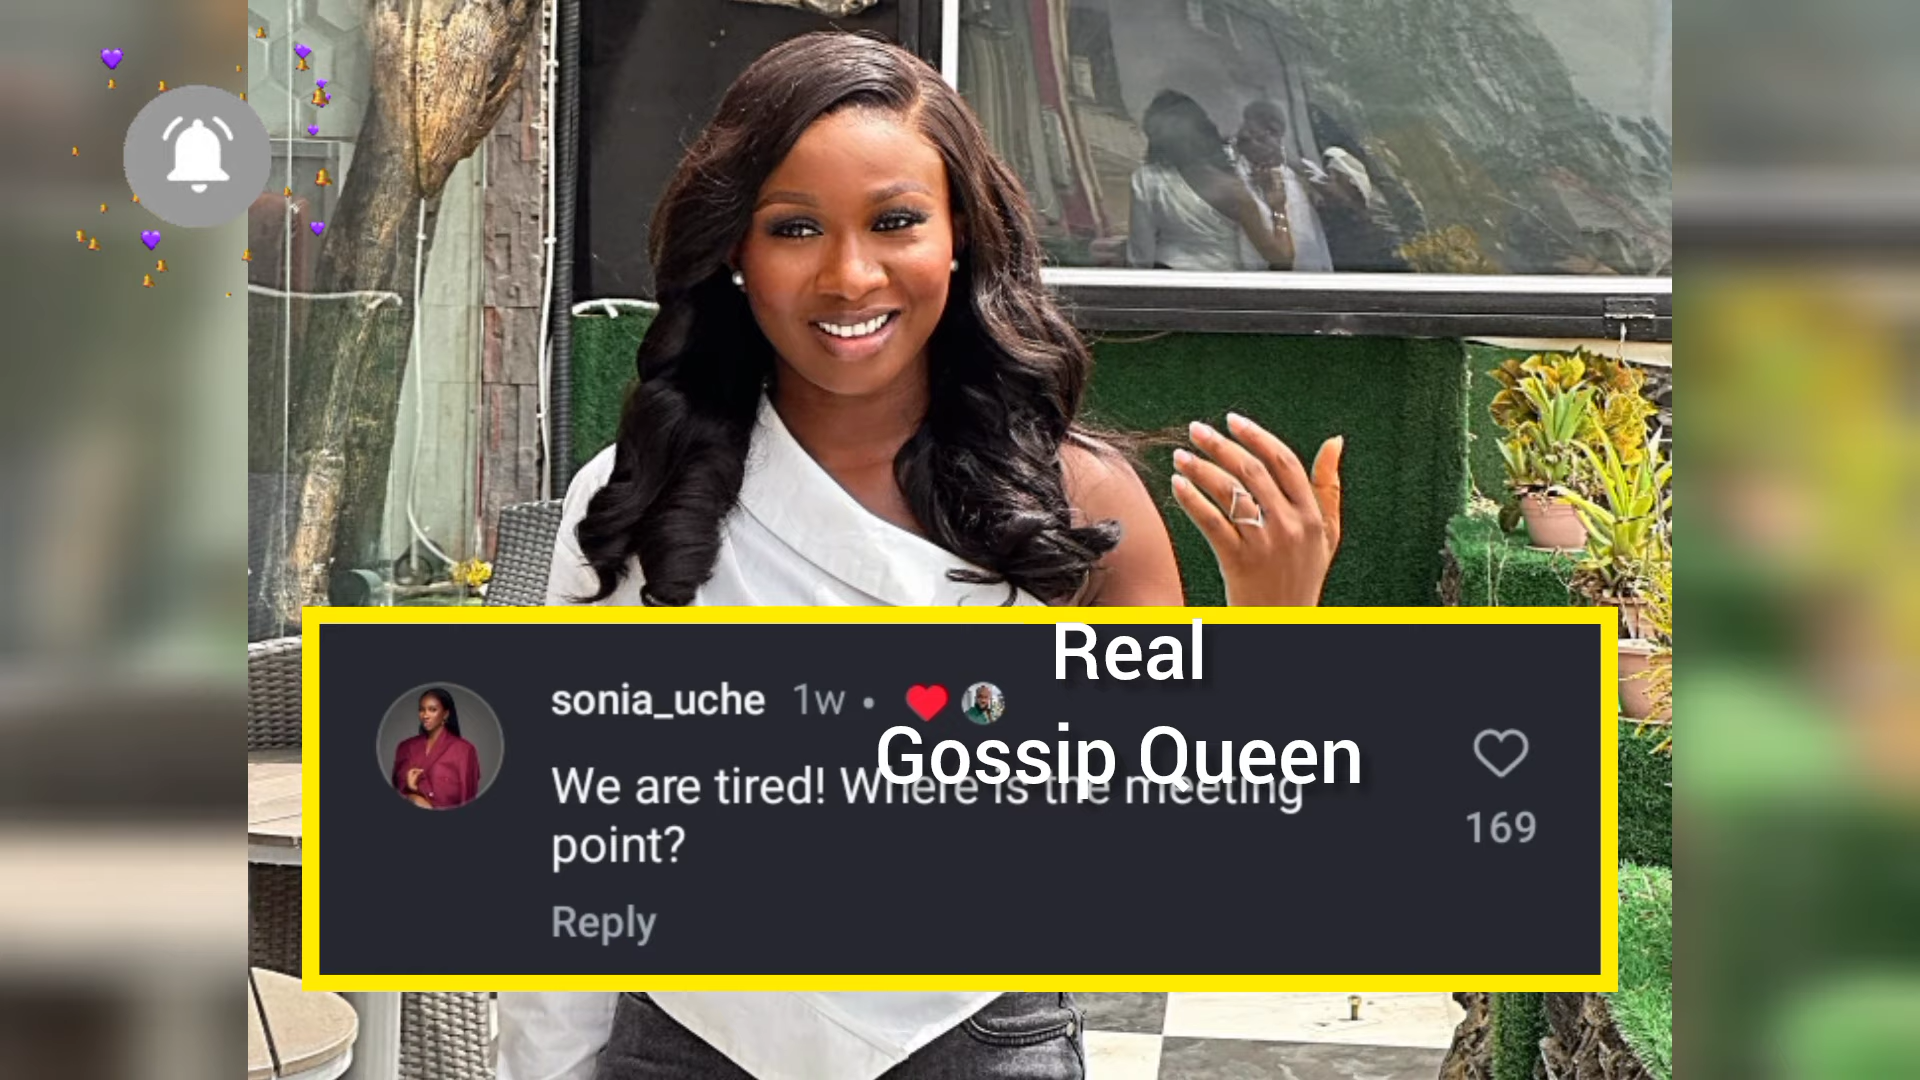 Real
Gossip Queen
sonia_uche 1w •
We are tired! Where is the meeting
point?
169
Reply